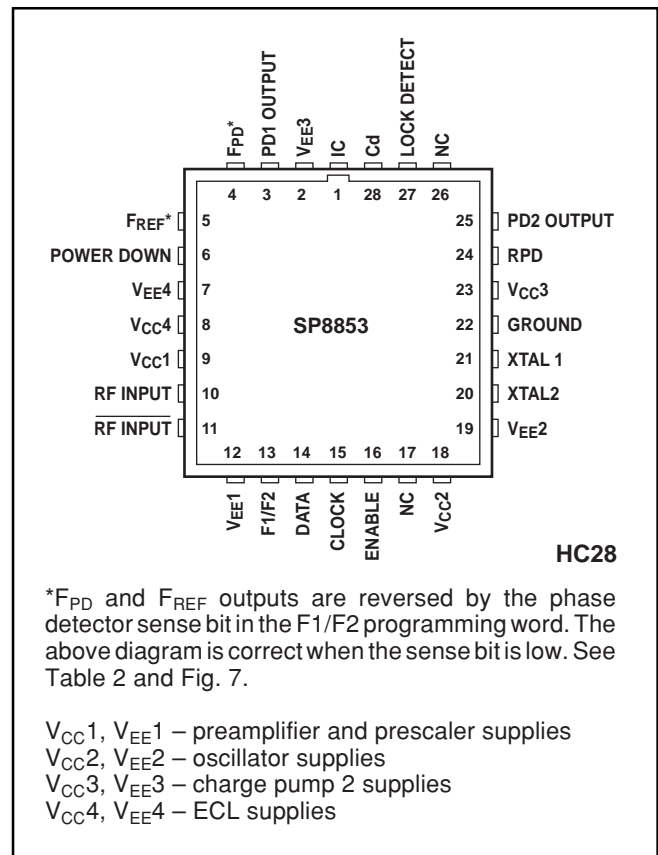 FPD*
PD1 OUTPUT
VEE3
IC
Cd
LOCK DETECT
NC
4 3 2 1 28 27 26
FREF* 5
POWER DOWN 6
VEE4 7
VCC4 8
VCC1 9
RF INPUT 10
RF INPUT 11
SP8853
25 PD2 OUTPUT
24 RPD
23 VCC3
22 GROUND
21 XTAL 1
20 XTAL2
19 VEE2
12 13 14 15 16 17 18
VEE1
F1/F2
DATA
CLOCK
ENABLE
NC
VCC2
HC28
*FPD and FREF outputs are reversed by the phase
detector sense bit in the F1/F2 programming word. The
above diagram is correct when the sense bit is low. See
Table 2 and Fig. 7.
VCC1, VEE1 – preamplifier and prescaler supplies
VCC2, VEE2 – oscillator supplies
VCC3, VEE3 – charge pump 2 supplies
VCC4, VEE4 – ECL supplies